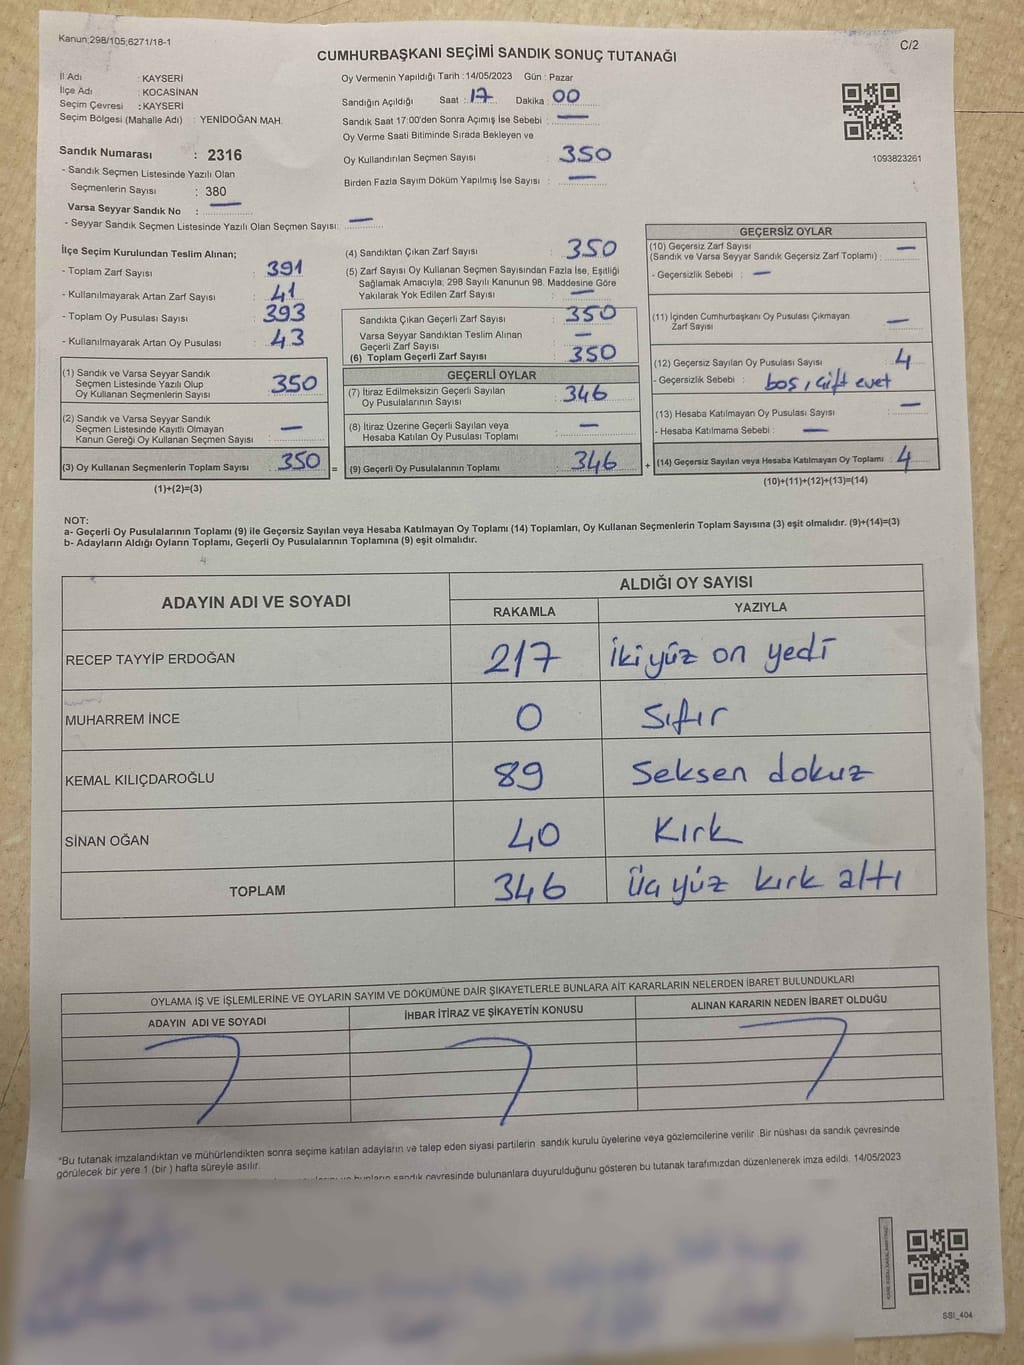 Kanun;298/105;6271/18-1
C/2
CUMHURBAŞKANI SEÇİMİ SANDIK SONUÇ TUTANAĞI
İl Adı : KAYSERİ
İlçe Adı : KOCASİNAN
Seçim Çevresi : KAYSERİ
Seçim Bölgesi (Mahalle Adı) : YENİDOĞAN MAH.
Sandık Numarası : 2316
- Sandık Seçmen Listesinde Yazılı Olan
Seçmenlerin Sayısı : 380
Varsa Seyyar Sandık No : —
- Seyyar Sandık Seçmen Listesinde Yazılı Olan Seçmen Sayısı: —
Oy Vermenin Yapıldığı Tarih :14/05/2023 Gün : Pazar
Sandığın Açıldığı Saat : 17 Dakika : 00
Sandık Saat 17:00'den Sonra Açımış İse Sebebi : —
Oy Verme Saati Bitiminde Sırada Bekleyen ve
Oy Kullandırılan Seçmen Sayısı : 350
Birden Fazla Sayım Döküm Yapılmış İse Sayısı : —
1093823261
İlçe Seçim Kurulundan Teslim Alınan;
- Toplam Zarf Sayısı : 391
- Kullanılmayarak Artan Zarf Sayısı : 41
- Toplam Oy Pusulası Sayısı : 393
- Kullanılmayarak Artan Oy Pusulası : 43
(1) Sandık ve Varsa Seyyar Sandık
Seçmen Listesinde Yazılı Olup
Oy Kullanan Seçmenlerin Sayısı : 350
(2) Sandık ve Varsa Seyyar Sandık
Seçmen Listesinde Kayıtlı Olmayan
Kanun Gereği Oy Kullanan Seçmen Sayısı : —
(3) Oy Kullanan Seçmenlerin Toplam Sayısı : 350 =
(1)+(2)=(3)
(4) Sandıktan Çıkan Zarf Sayısı : 350
(5) Zarf Sayısı Oy Kullanan Seçmen Sayısından Fazla İse, Eşitliği
Sağlamak Amacıyla; 298 Sayılı Kanunun 98. Maddesine Göre
Yakılarak Yok Edilen Zarf Sayısı : —
Sandıkta Çıkan Geçerli Zarf Sayısı : 350
Varsa Seyyar Sandıktan Teslim Alınan
Geçerli Zarf Sayısı : —
(6) Toplam Geçerli Zarf Sayısı : 350
GEÇERLİ OYLAR
(7) İtiraz Edilmeksizin Geçerli Sayılan
Oy Pusulalarının Sayısı : 346
(8) İtiraz Üzerine Geçerli Sayılan veya
Hesaba Katılan Oy Pusulası Toplamı : —
(9) Geçerli Oy Pusulalarının Toplamı : 346 +
GEÇERSİZ OYLAR
(10) Geçersiz Zarf Sayısı —
(Sandık ve Varsa Seyyar Sandık Geçersiz Zarf Toplamı) :
- Geçersizlik Sebebi : —
(11) İçinden Cumhurbaşkanı Oy Pusulası Çıkmayan
Zarf Sayısı : —
(12) Geçersiz Sayılan Oy Pusulası Sayısı : 4
- Geçersizlik Sebebi : boş, çift evet
(13) Hesaba Katılmayan Oy Pusulası Sayısı : —
- Hesaba Katılmama Sebebi : —
(14) Geçersiz Sayılan veya Hesaba Katılmayan Oy Toplamı : 4
(10)+(11)+(12)+(13)=(14)
NOT:
a- Geçerli Oy Pusulalarının Toplamı (9) ile Geçersiz Sayılan veya Hesaba Katılmayan Oy Toplamı (14) Toplamları, Oy Kullanan Seçmenlerin Toplam Sayısına (3) eşit olmalıdır. (9)+(14)=(3)
b- Adayların Aldığı Oyların Toplamı, Geçerli Oy Pusulalarının Toplamına (9) eşit olmalıdır.
ADAYIN ADI VE SOYADI ALDIĞI OY SAYISI
RAKAMLA YAZIYLA
RECEP TAYYİP ERDOĞAN 217 İki yüz on yedi
MUHARREM İNCE 0 Sıfır
KEMAL KILIÇDAROĞLU 89 Seksen dokuz
SİNAN OĞAN 40 Kırk
TOPLAM 346 Üç yüz kırk altı
OYLAMA İŞ VE İŞLEMLERİNE VE OYLARIN SAYIM VE DÖKÜMÜNE DAİR ŞİKAYETLERLE BUNLARA AİT KARARLARIN NELERDEN İBARET BULUNDUKLARI
ADAYIN ADI VE SOYADI İHBAR İTİRAZ VE ŞİKAYETİN KONUSU ALINAN KARARIN NEDEN İBARET OLDUĞU
*Bu tutanak imzalandıktan ve mühürlendikten sonra seçime katılan adayların ve talep eden siyasi partilerin sandık kurulu üyelerine veya gözlemcilerine verilir. Bir nüshası da sandık çevresinde
görülecek bir yere 1 (bir ) hafta süreyle asılır.
sandık çevresinde bulunanlara duyurulduğunu gösteren bu tutanak tarafımızdan düzenlenerek imza edildi. 14/05/2023
SSI_404